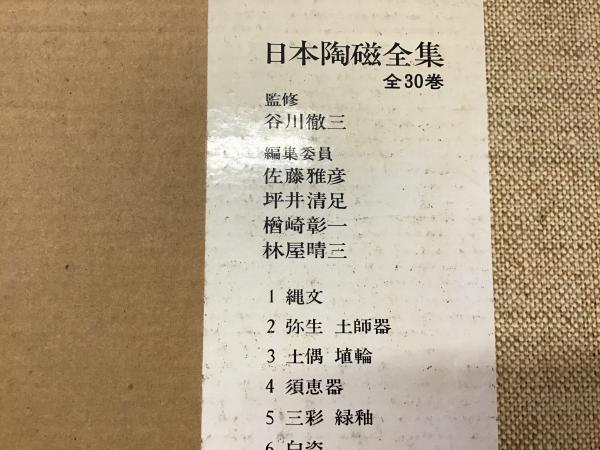 日本陶磁全集
全30巻
監修
谷川徹三
編集委員
佐藤雅彦
坪井清足
楢崎彰一
林屋晴三
1 縄文
2 弥生 土師器
3 土偶 埴輪
4 須恵器
5 三彩 緑釉
6 白瓷